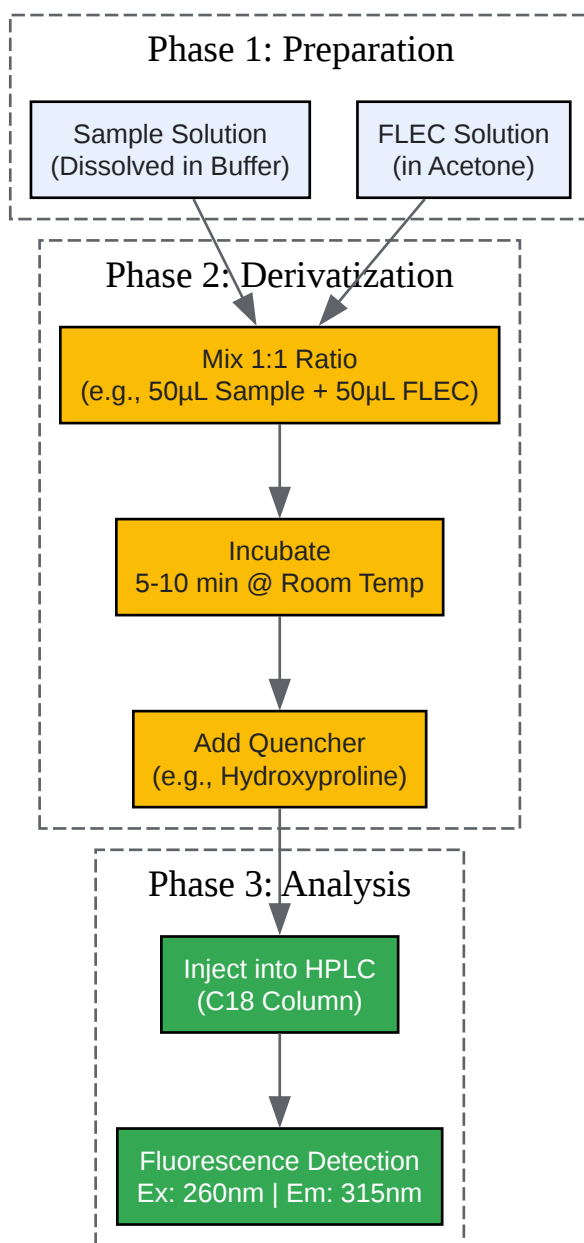 Phase 1: Preparation
Sample Solution
(Dissolved in Buffer)
FLEC Solution
(in Acetone)
Phase 2: Derivatization
Mix 1:1 Ratio
(e.g., 50µL Sample + 50µL FLEC)
Incubate
5-10 min @ Room Temp
Add Quencher
(e.g., Hydroxyproline)
Phase 3: Analysis
Inject into HPLC
(C18 Column)
Fluorescence Detection
Ex: 260nm | Em: 315nm